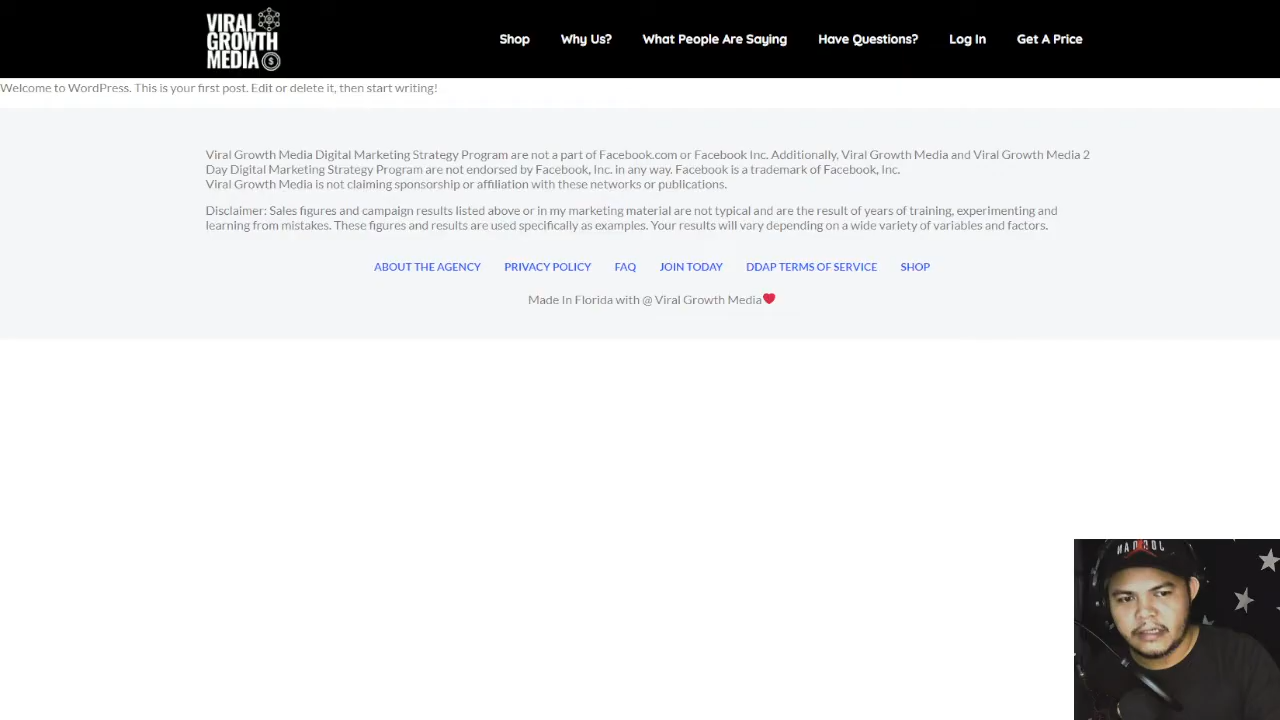 VIRAL
GROWTH
MEDIA
$
Shop
Why Us?
What People Are Saying
Have Questions?
Log In
Get A Price
Welcome to WordPress. This is your first post. Edit or delete it, then start writing!
Viral Growth Media Digital Marketing Strategy Program are not a part of Facebook.com or Facebook Inc. Additionally, Viral Growth Media and Viral Growth Media 2
Day Digital Marketing Strategy Program are not endorsed by Facebook, Inc. in any way. Facebook is a trademark of Facebook, Inc.
Viral Growth Media is not claiming sponsorship or affiliation with these networks or publications.
Disclaimer: Sales figures and campaign results listed above or in my marketing material are not typical and are the result of years of training, experimenting and
learning from mistakes. These figures and results are used specifically as examples. Your results will vary depending on a wide variety of variables and factors.
ABOUT THE AGENCY
PRIVACY POLICY
FAQ
JOIN TODAY
DDAP TERMS OF SERVICE
SHOP
Made In Florida with @ Viral Growth Media❤